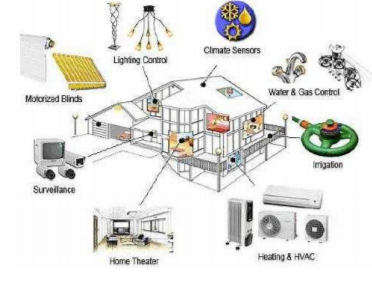 Lighting Control
Climate Sensors
Motorized Blinds
Water & Gas Control
Surveillance
Irrigation
Home Theater
Heating & HVAC